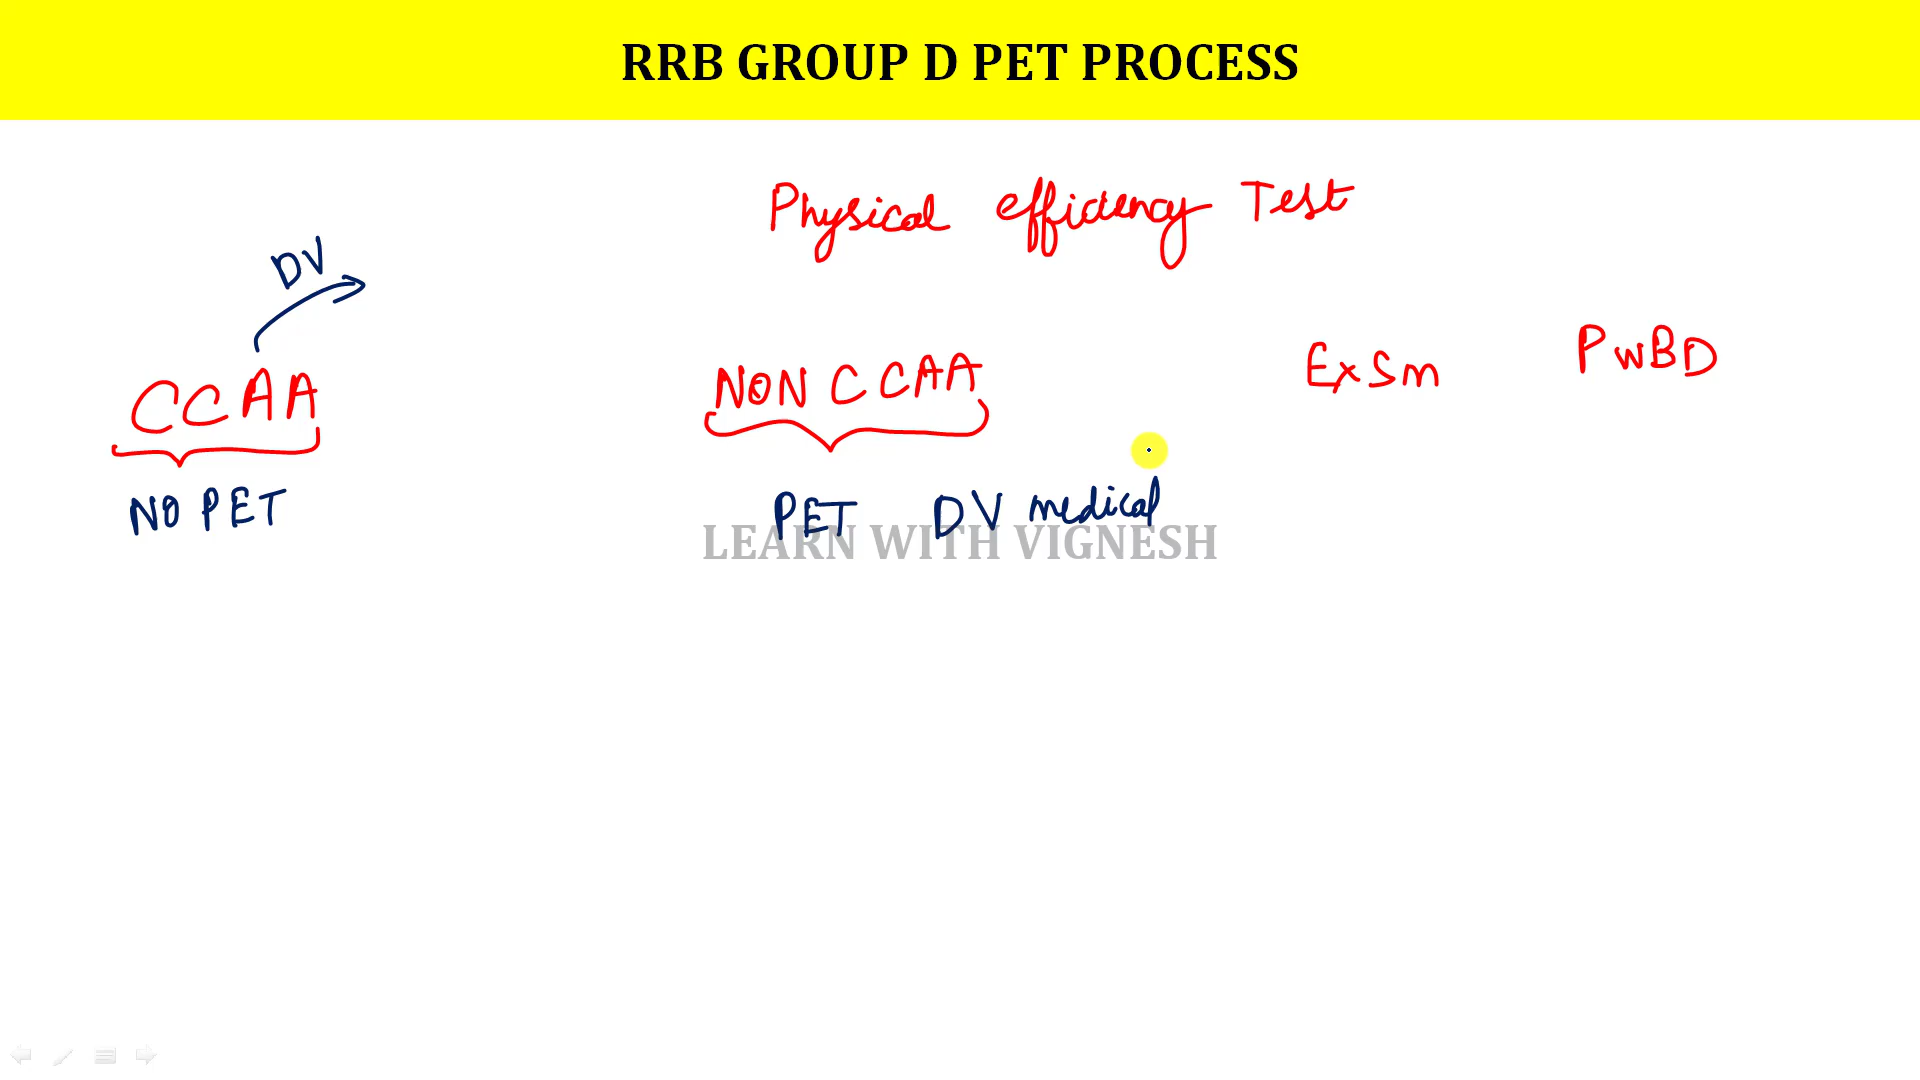 RRB GROUP D PET PROCESS
Physical efficiency Test
DV
CCAA
NON CCAA
ExSm
PwBD
NO PET
PET DV medical
LEARN WITH VIGNESH